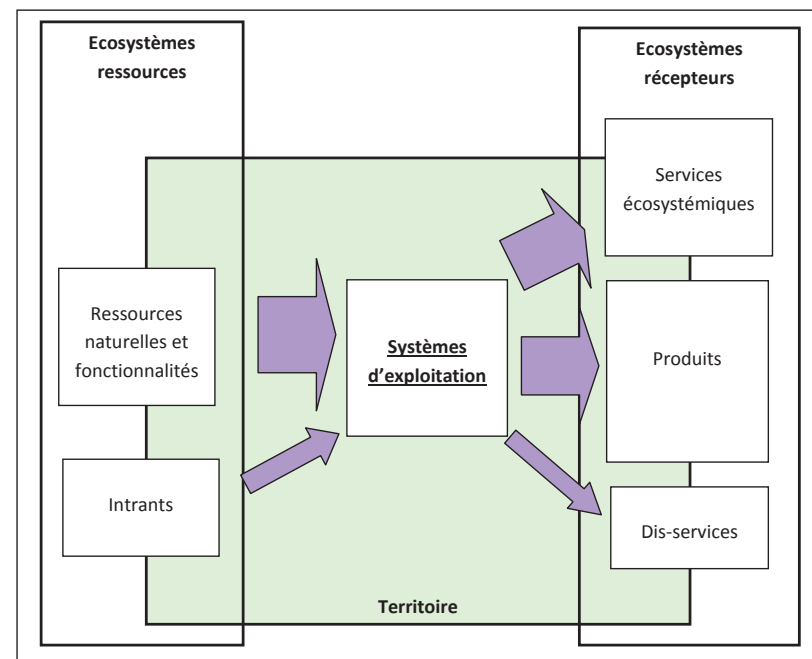 Ecosystèmes
ressources
Ecosystèmes
récepteurs
Services
écosystémiques
Ressources
naturelles et
fonctionnalités
Systèmes
d’exploitation
Produits
Intrants
Dis-services
Territoire